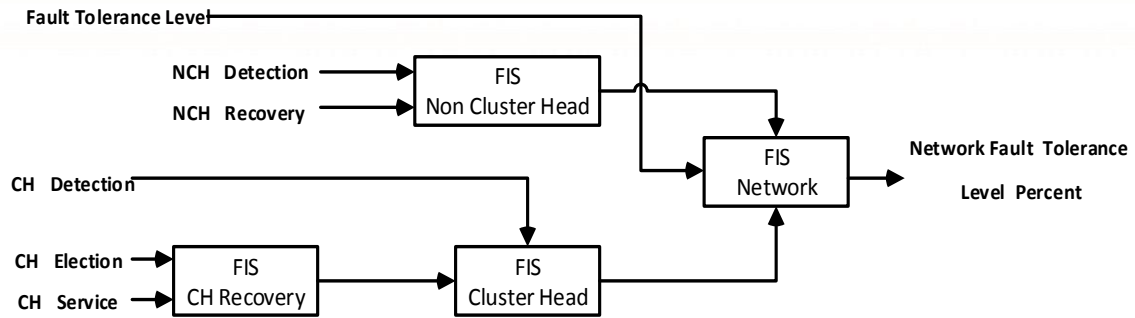 Fault Tolerance Level
NCH Detection
NCH Recovery
FIS
Non Cluster Head
FIS
Network
Network Fault Tolerance
Level Percent
CH Detection
CH Election
CH Service
FIS
CH Recovery
FIS
Cluster Head